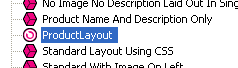 No Image No Description Laid Out In Sing
Product Name And Description Only
ProductLayout
Standard Layout Using CSS
Standard With Image On Left